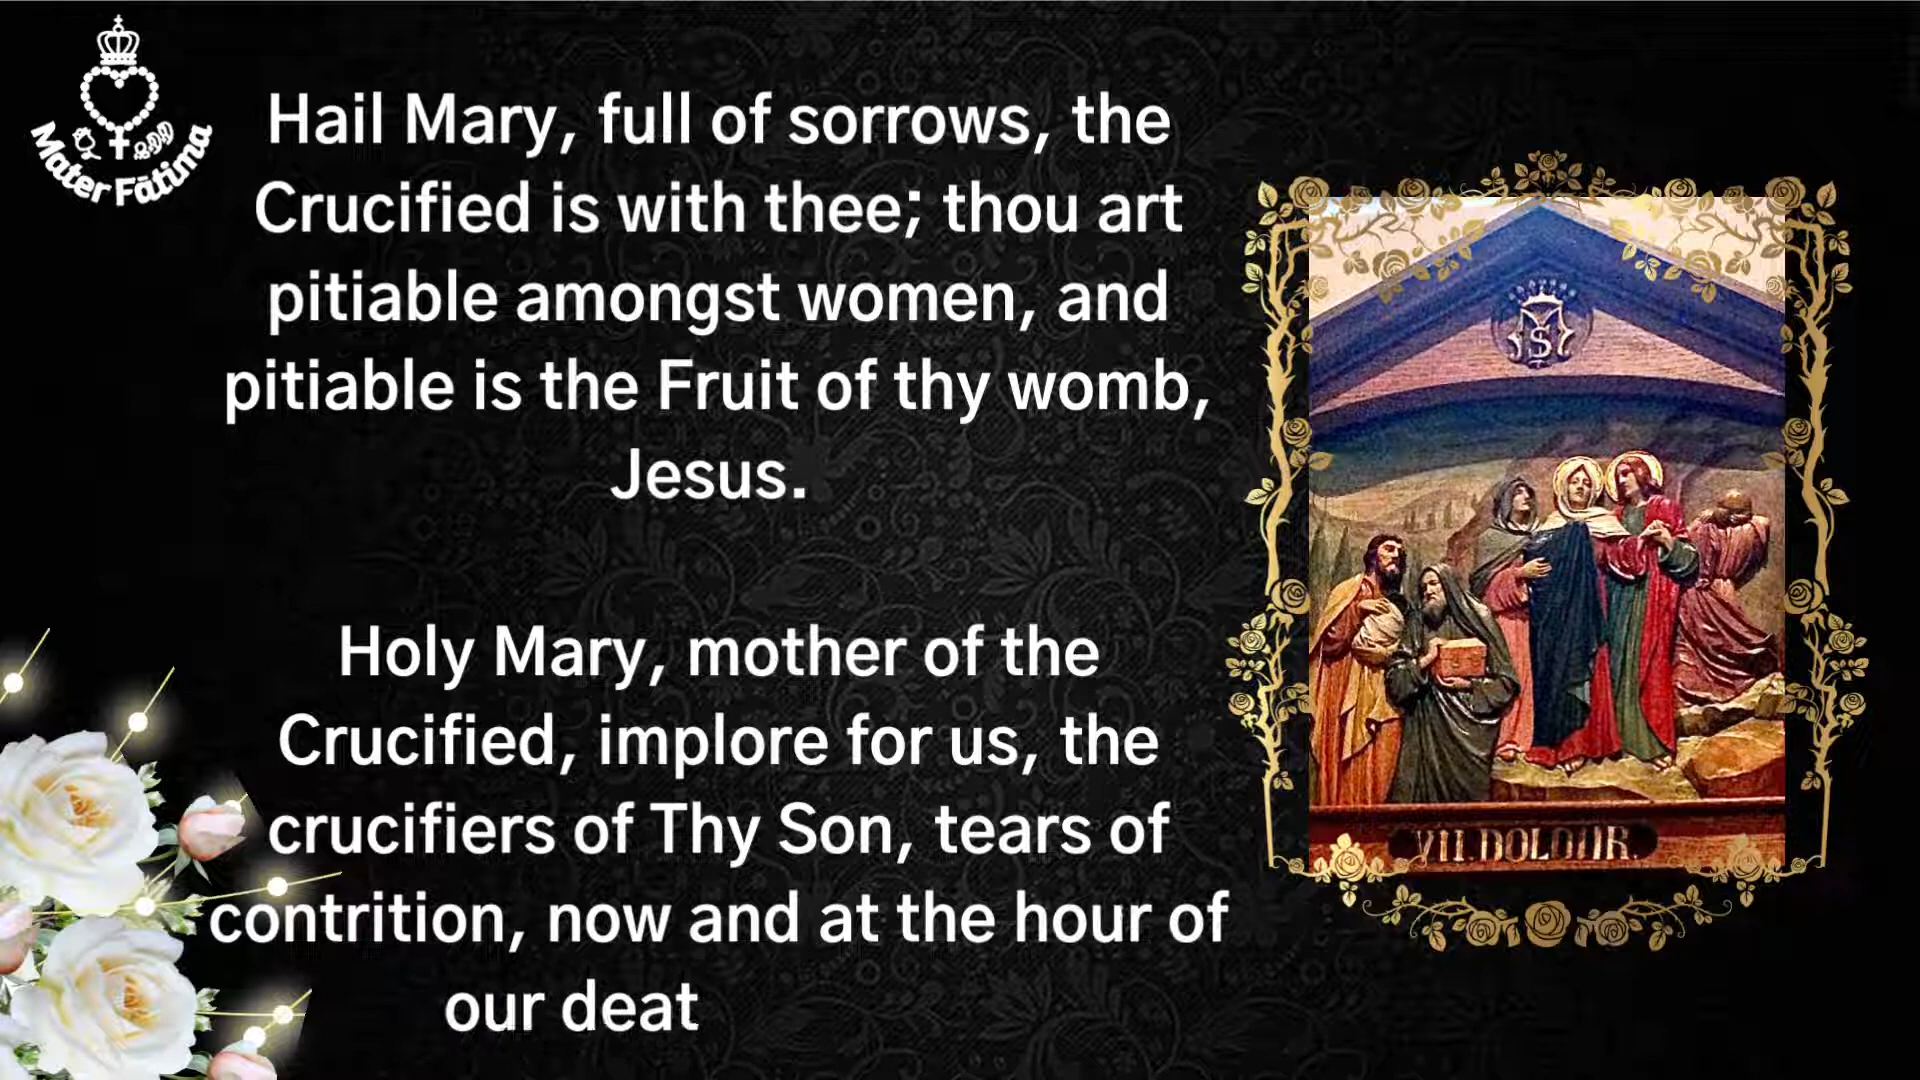 Mater Fátima
Hail Mary, full of sorrows, the
Crucified is with thee; thou art
pitiable amongst women, and
pitiable is the Fruit of thy womb,
Jesus.
Holy Mary, mother of the
Crucified, implore for us, the
crucifiers of Thy Son, tears of
contrition, now and at the hour of
our deat
VII. DOLOUR.